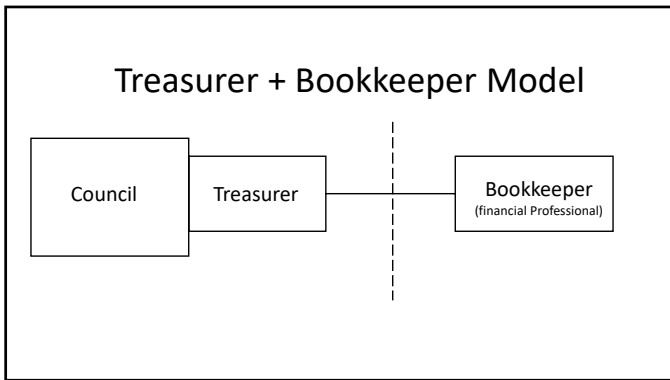 Treasurer + Bookkeeper Model
Council
Treasurer
Bookkeeper
(financial Professional)